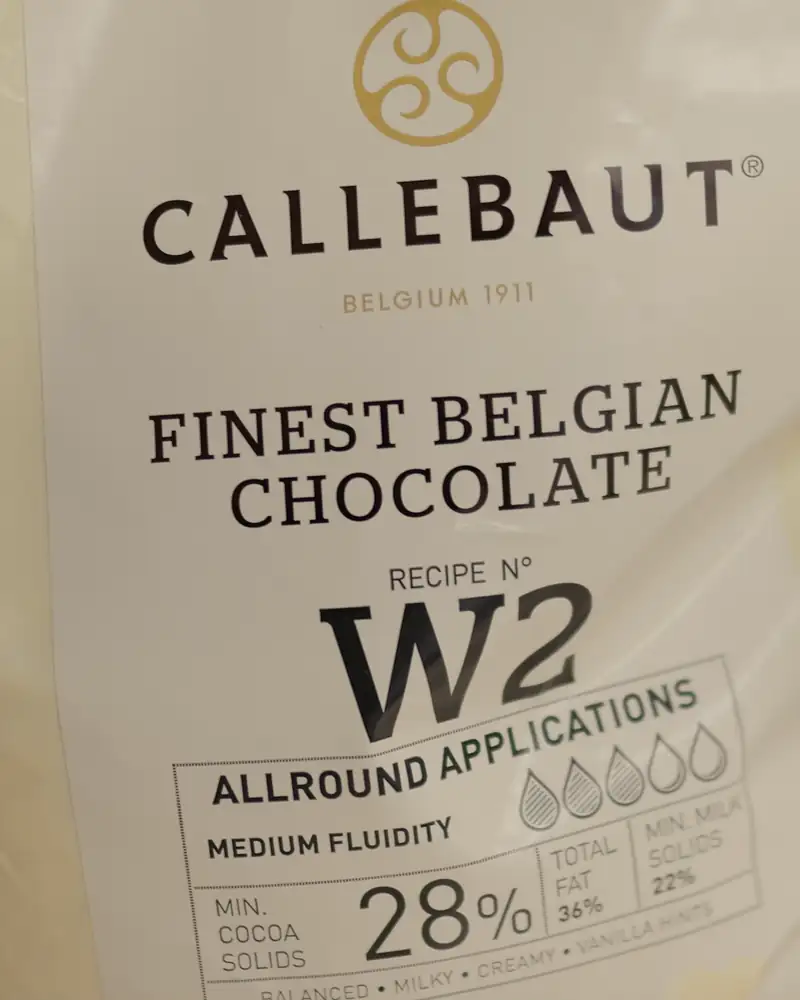 CALLEBAUT®
BELGIUM 1911
FINEST BELGIAN
CHOCOLATE
RECIPE N°
W2
ALLROUND APPLICATIONS
MEDIUM FLUIDITY
MIN.
COCOA
SOLIDS
28%
TOTAL
FAT
36%
MIN. MILK
SOLIDS
22%
BALANCED • MILKY • CREAMY • VANILLA HINTS